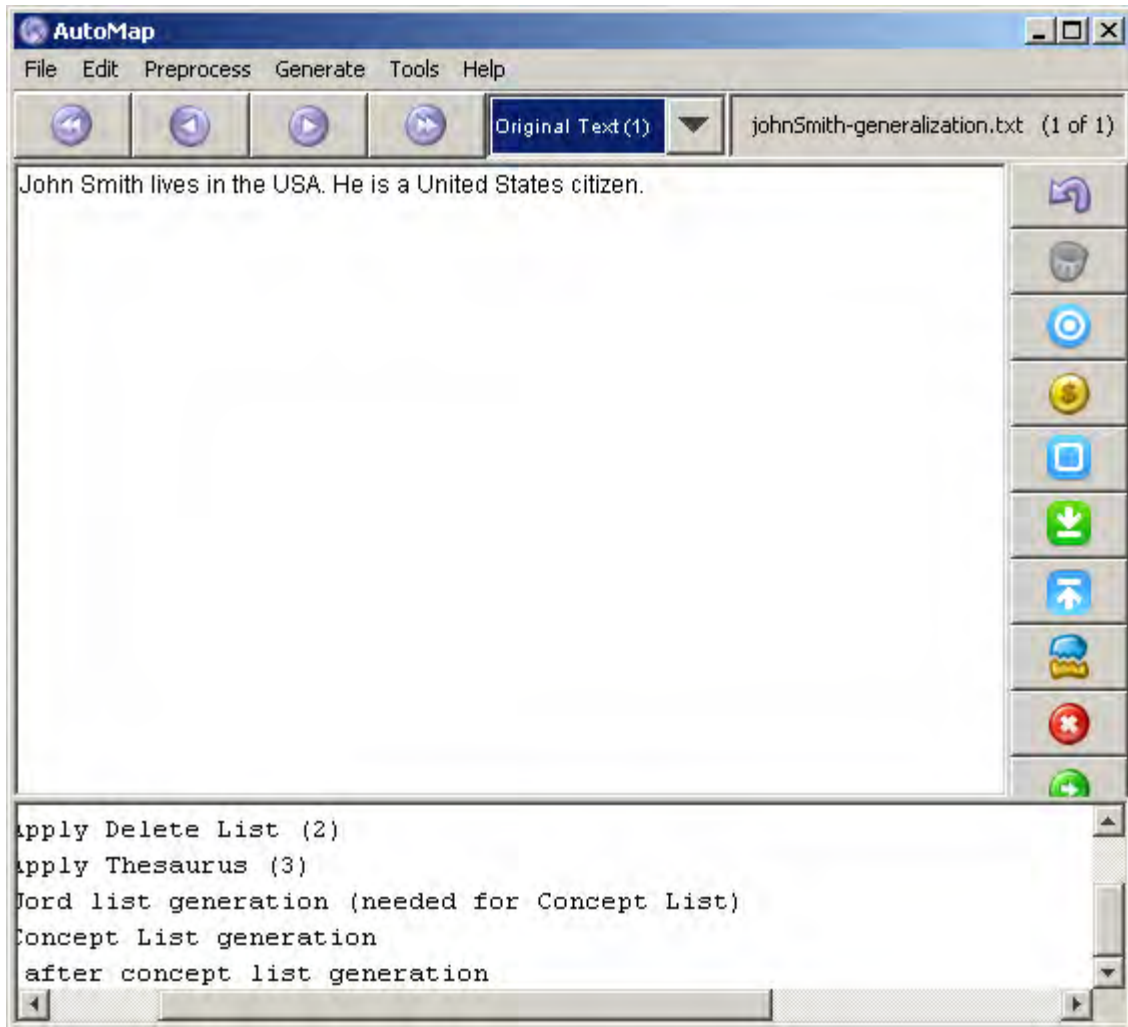 AutoMap
File Edit Preprocess Generate Tools Help
Original Text (1) johnSmith-generalization.txt (1 of 1)
John Smith lives in the USA. He is a United States citizen.
$
pply Delete List (2)
pply Thesaurus (3)
ord list generation (needed for Concept List)
oncept List generation
after concept list generation